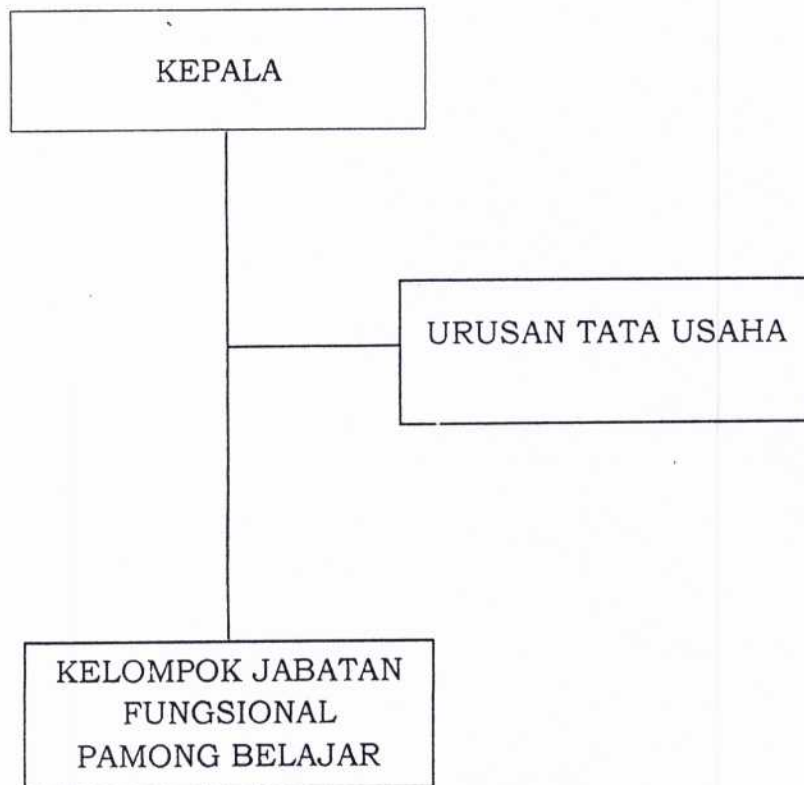 KEPALA
URUSAN TATA USAHA
KELOMPOK JABATAN
FUNGSIONAL
PAMONG BELAJAR